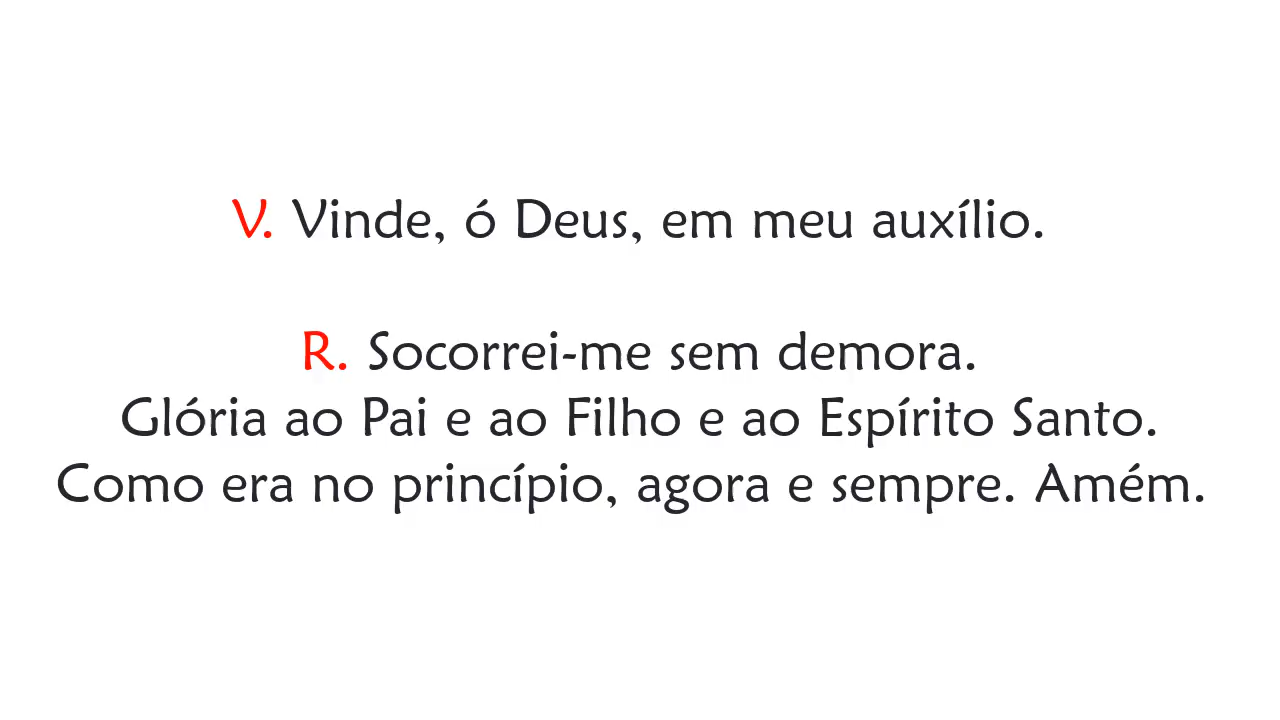 V. Vinde, ó Deus, em meu auxílio.
R. Socorrei-me sem demora.
Glória ao Pai e ao Filho e ao Espírito Santo.
Como era no princípio, agora e sempre. Amém.